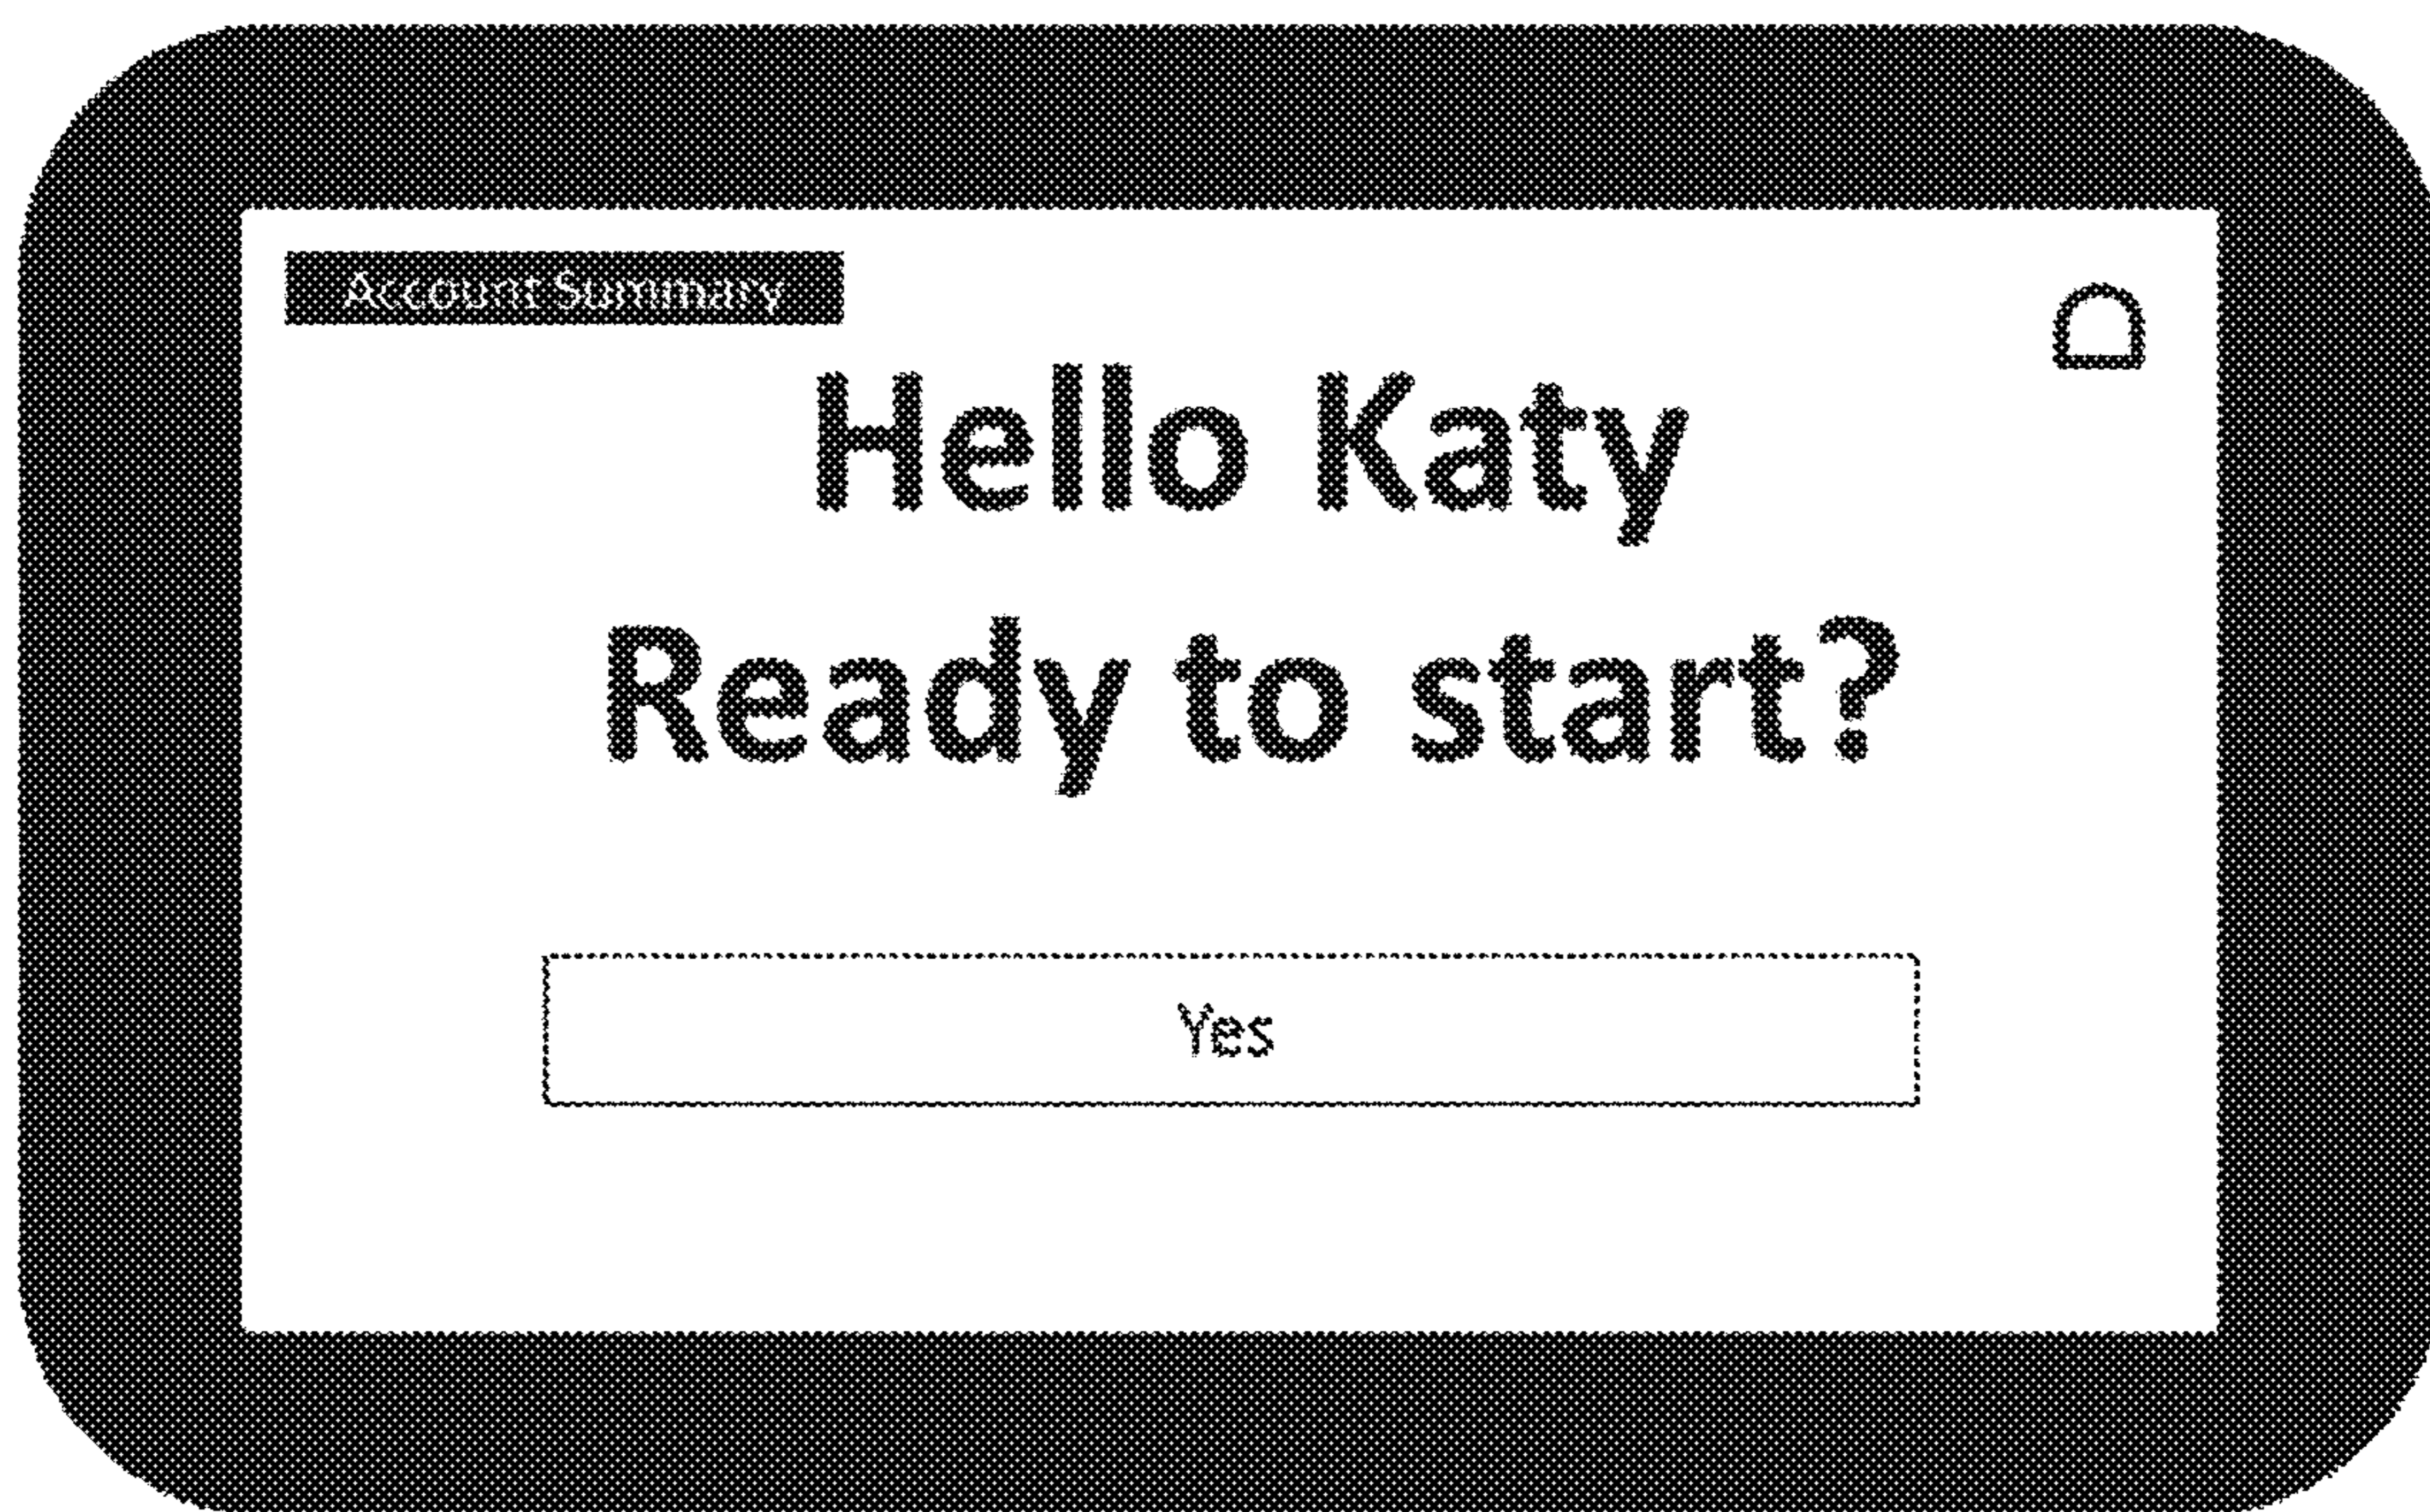 Account Summary
Hello Katy
Ready to start?
Yes